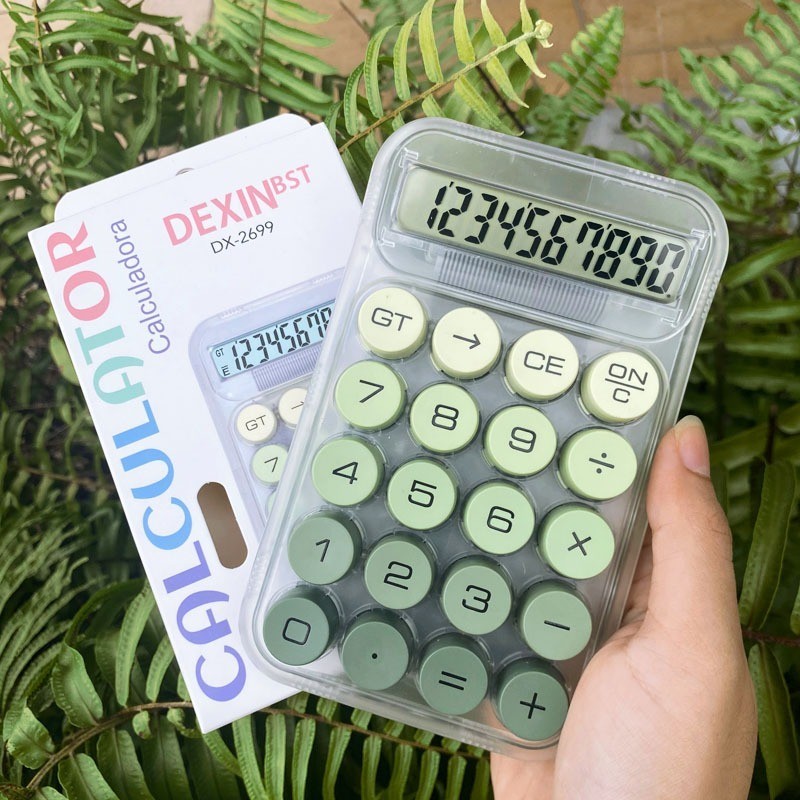 DEXINBST
DX-2699
CALCULATOR
Calculadora
GT
E
12345678
GT →
7
1234567890
GT → CE ON/C
7 8 9 ÷
4 5 6 ×
1 2 3 −
0 . = +